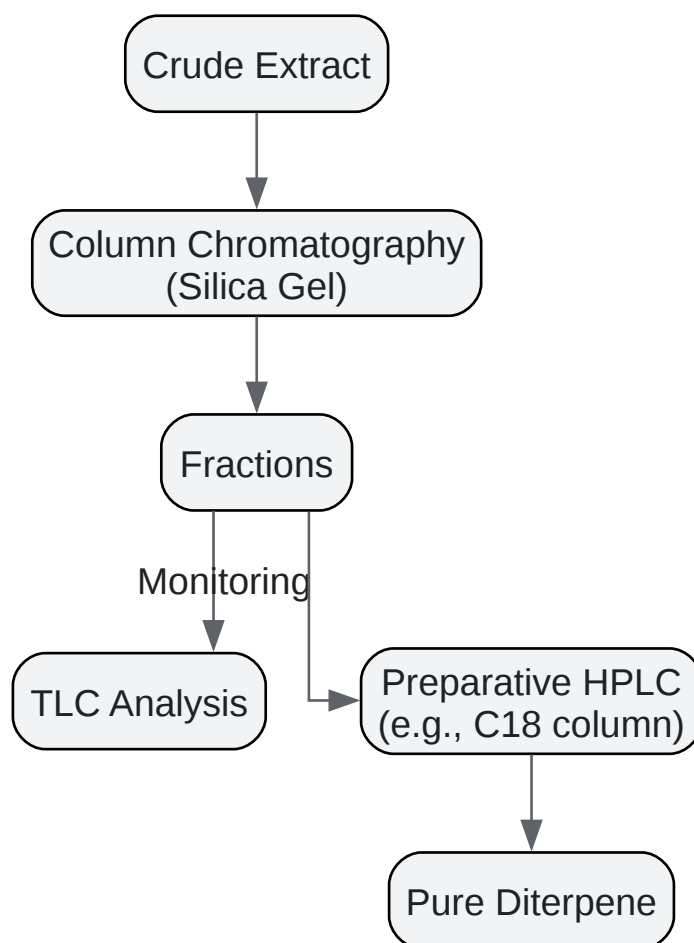 Crude Extract
Column Chromatography
(Silica Gel)
Fractions
Monitoring
TLC Analysis
Preparative HPLC
(e.g., C18 column)
Pure Diterpene